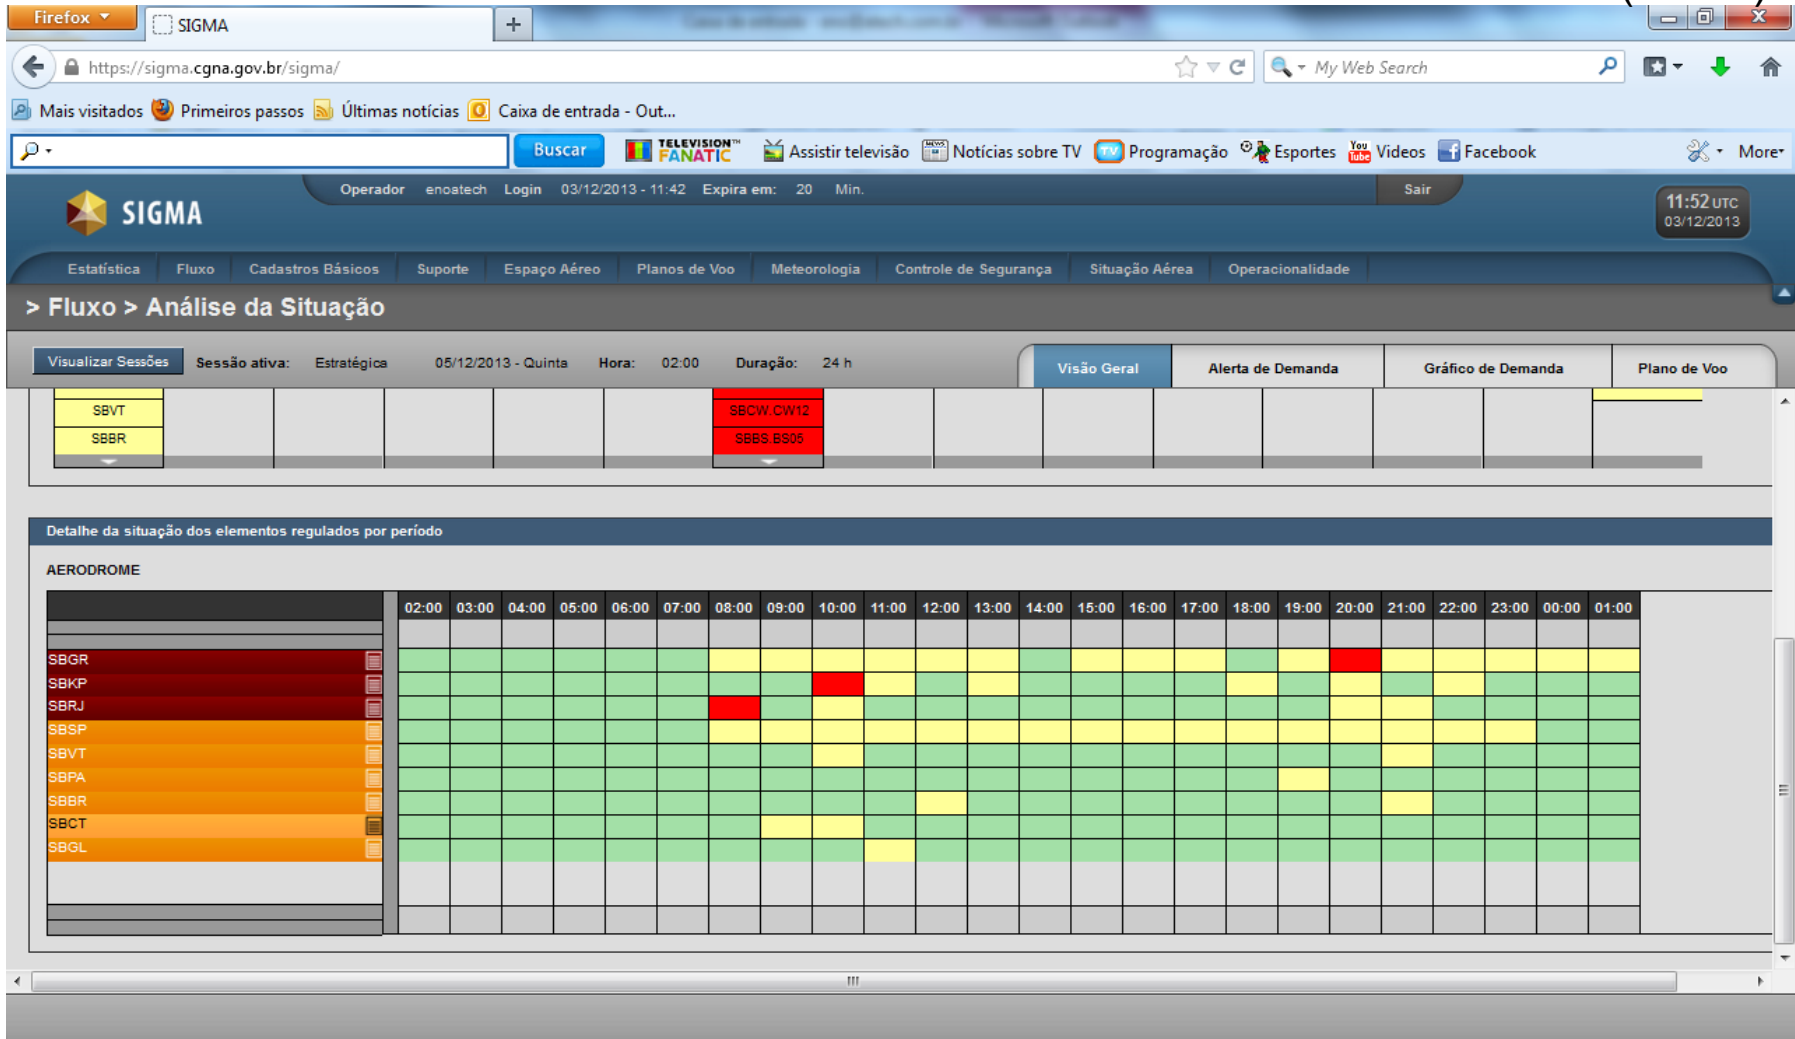 Firefox
SIGMA
https://sigma.cgna.gov.br/sigma/
My Web Search
Mais visitados Primeiros passos Últimas notícias Caixa de entrada - Out...
Buscar TELEVISION™ FANATIC Assistir televisão Notícias sobre TV Programação Esportes Videos Facebook More
Operador enoatech Login 03/12/2013 - 11:42 Expira em: 20 Min. Sair
SIGMA
11:52 UTC
03/12/2013
Estatística Fluxo Cadastros Básicos Suporte Espaço Aéreo Planos de Voo Meteorologia Controle de Segurança Situação Aérea Operacionalidade
> Fluxo > Análise da Situação
Visualizar Sessões Sessão ativa: Estratégica 05/12/2013 - Quinta Hora: 02:00 Duração: 24 h Visão Geral Alerta de Demanda Gráfico de Demanda Plano de Voo
SBVT SBCW.CW12
SBBR SBBS.BS05
Detalhe da situação dos elementos regulados por período
AERODROME
02:00 03:00 04:00 05:00 06:00 07:00 08:00 09:00 10:00 11:00 12:00 13:00 14:00 15:00 16:00 17:00 18:00 19:00 20:00 21:00 22:00 23:00 00:00 01:00
SBGR
SBKP
SBRJ
SBSP
SBVT
SBPA
SBBR
SBCT
SBGL